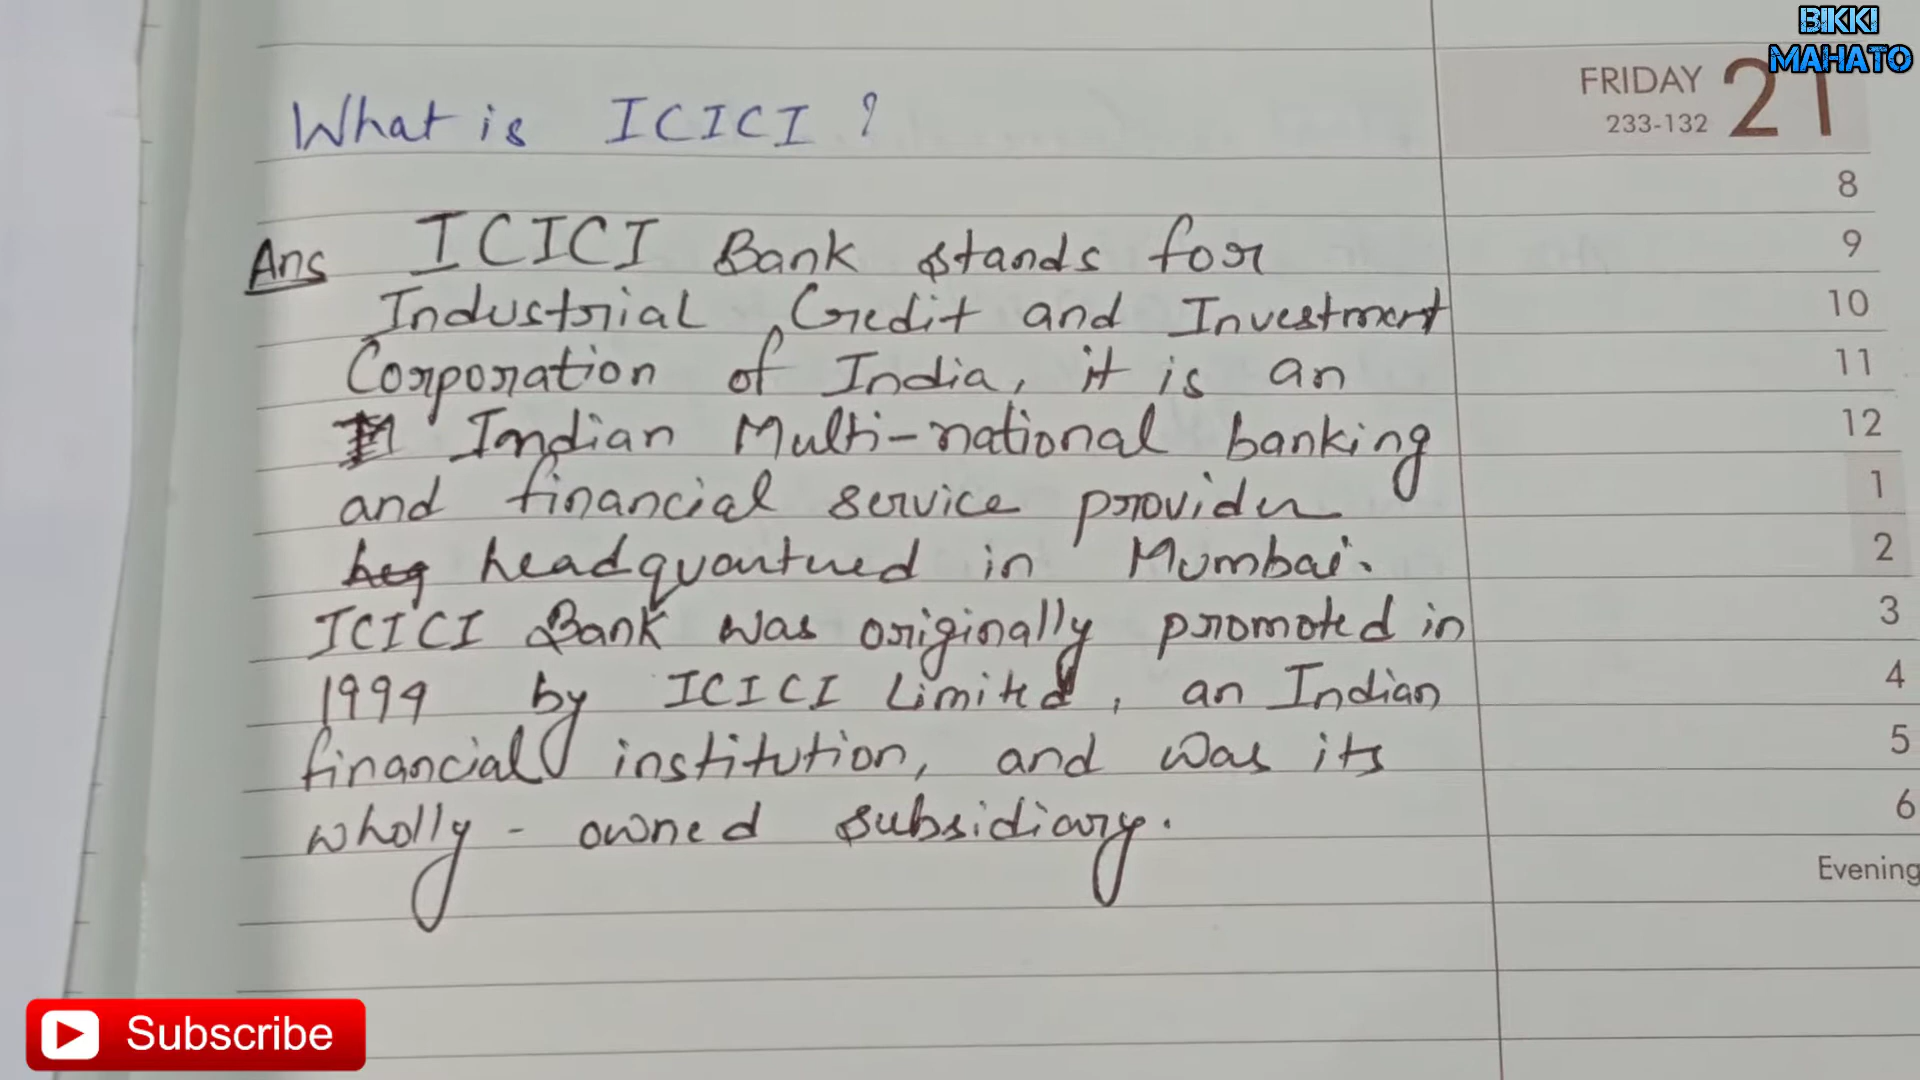 BIKKI
MAHATO
FRIDAY 21
233-132
What is ICICI ?
8
Ans ICICI Bank stands for
9
Industrial Credit and Investment
10
Corporation of India, it is an
11
Indian Multi-national banking
12
and financial service provider
1
heq headquartured in Mumbai.
2
ICICI Bank was originally promoted in
3
1994 by ICICI Limited, an Indian
4
financial institution, and was its
5
wholly - owned subsidiary.
6
Evening
Subscribe